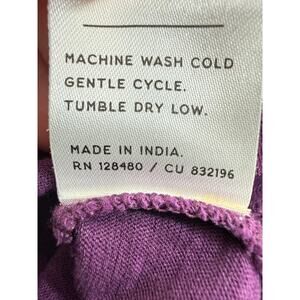 MACHINE WASH COLD
GENTLE CYCLE.
TUMBLE DRY LOW.
MADE IN INDIA.
RN 128480 / CU 832196